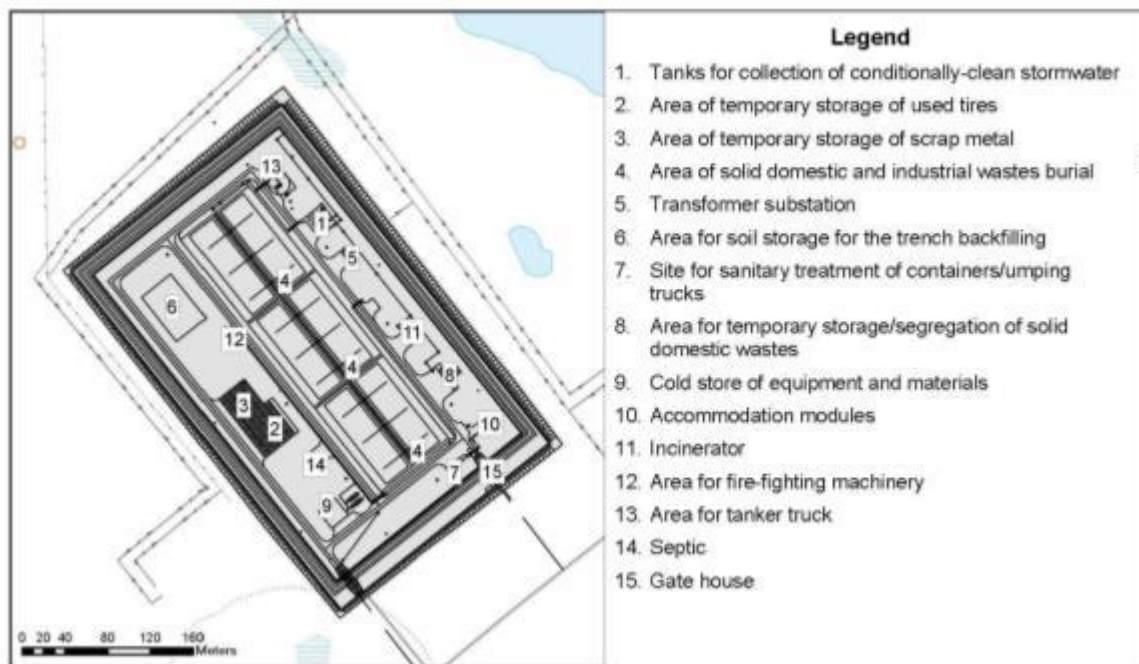 Legend
1. Tanks for collection of conditionally-clean stormwater
2. Area of temporary storage of used tires
3. Area of temporary storage of scrap metal
4. Area of solid domestic and industrial wastes burial
5. Transformer substation
6. Area for soil storage for the trench backfilling
7. Site for sanitary treatment of containers/umping
trucks
8. Area for temporary storage/segregation of solid
domestic wastes
9. Cold store of equipment and materials
10. Accommodation modules
11. Incinerator
12. Area for fire-fighting machinery
13. Area for tanker truck
14. Septic
15. Gate house
13
1
5
4
6
12
11
4
8
3
2
10
4
14
7
15
9
0 20 40 80 120 160
Meters